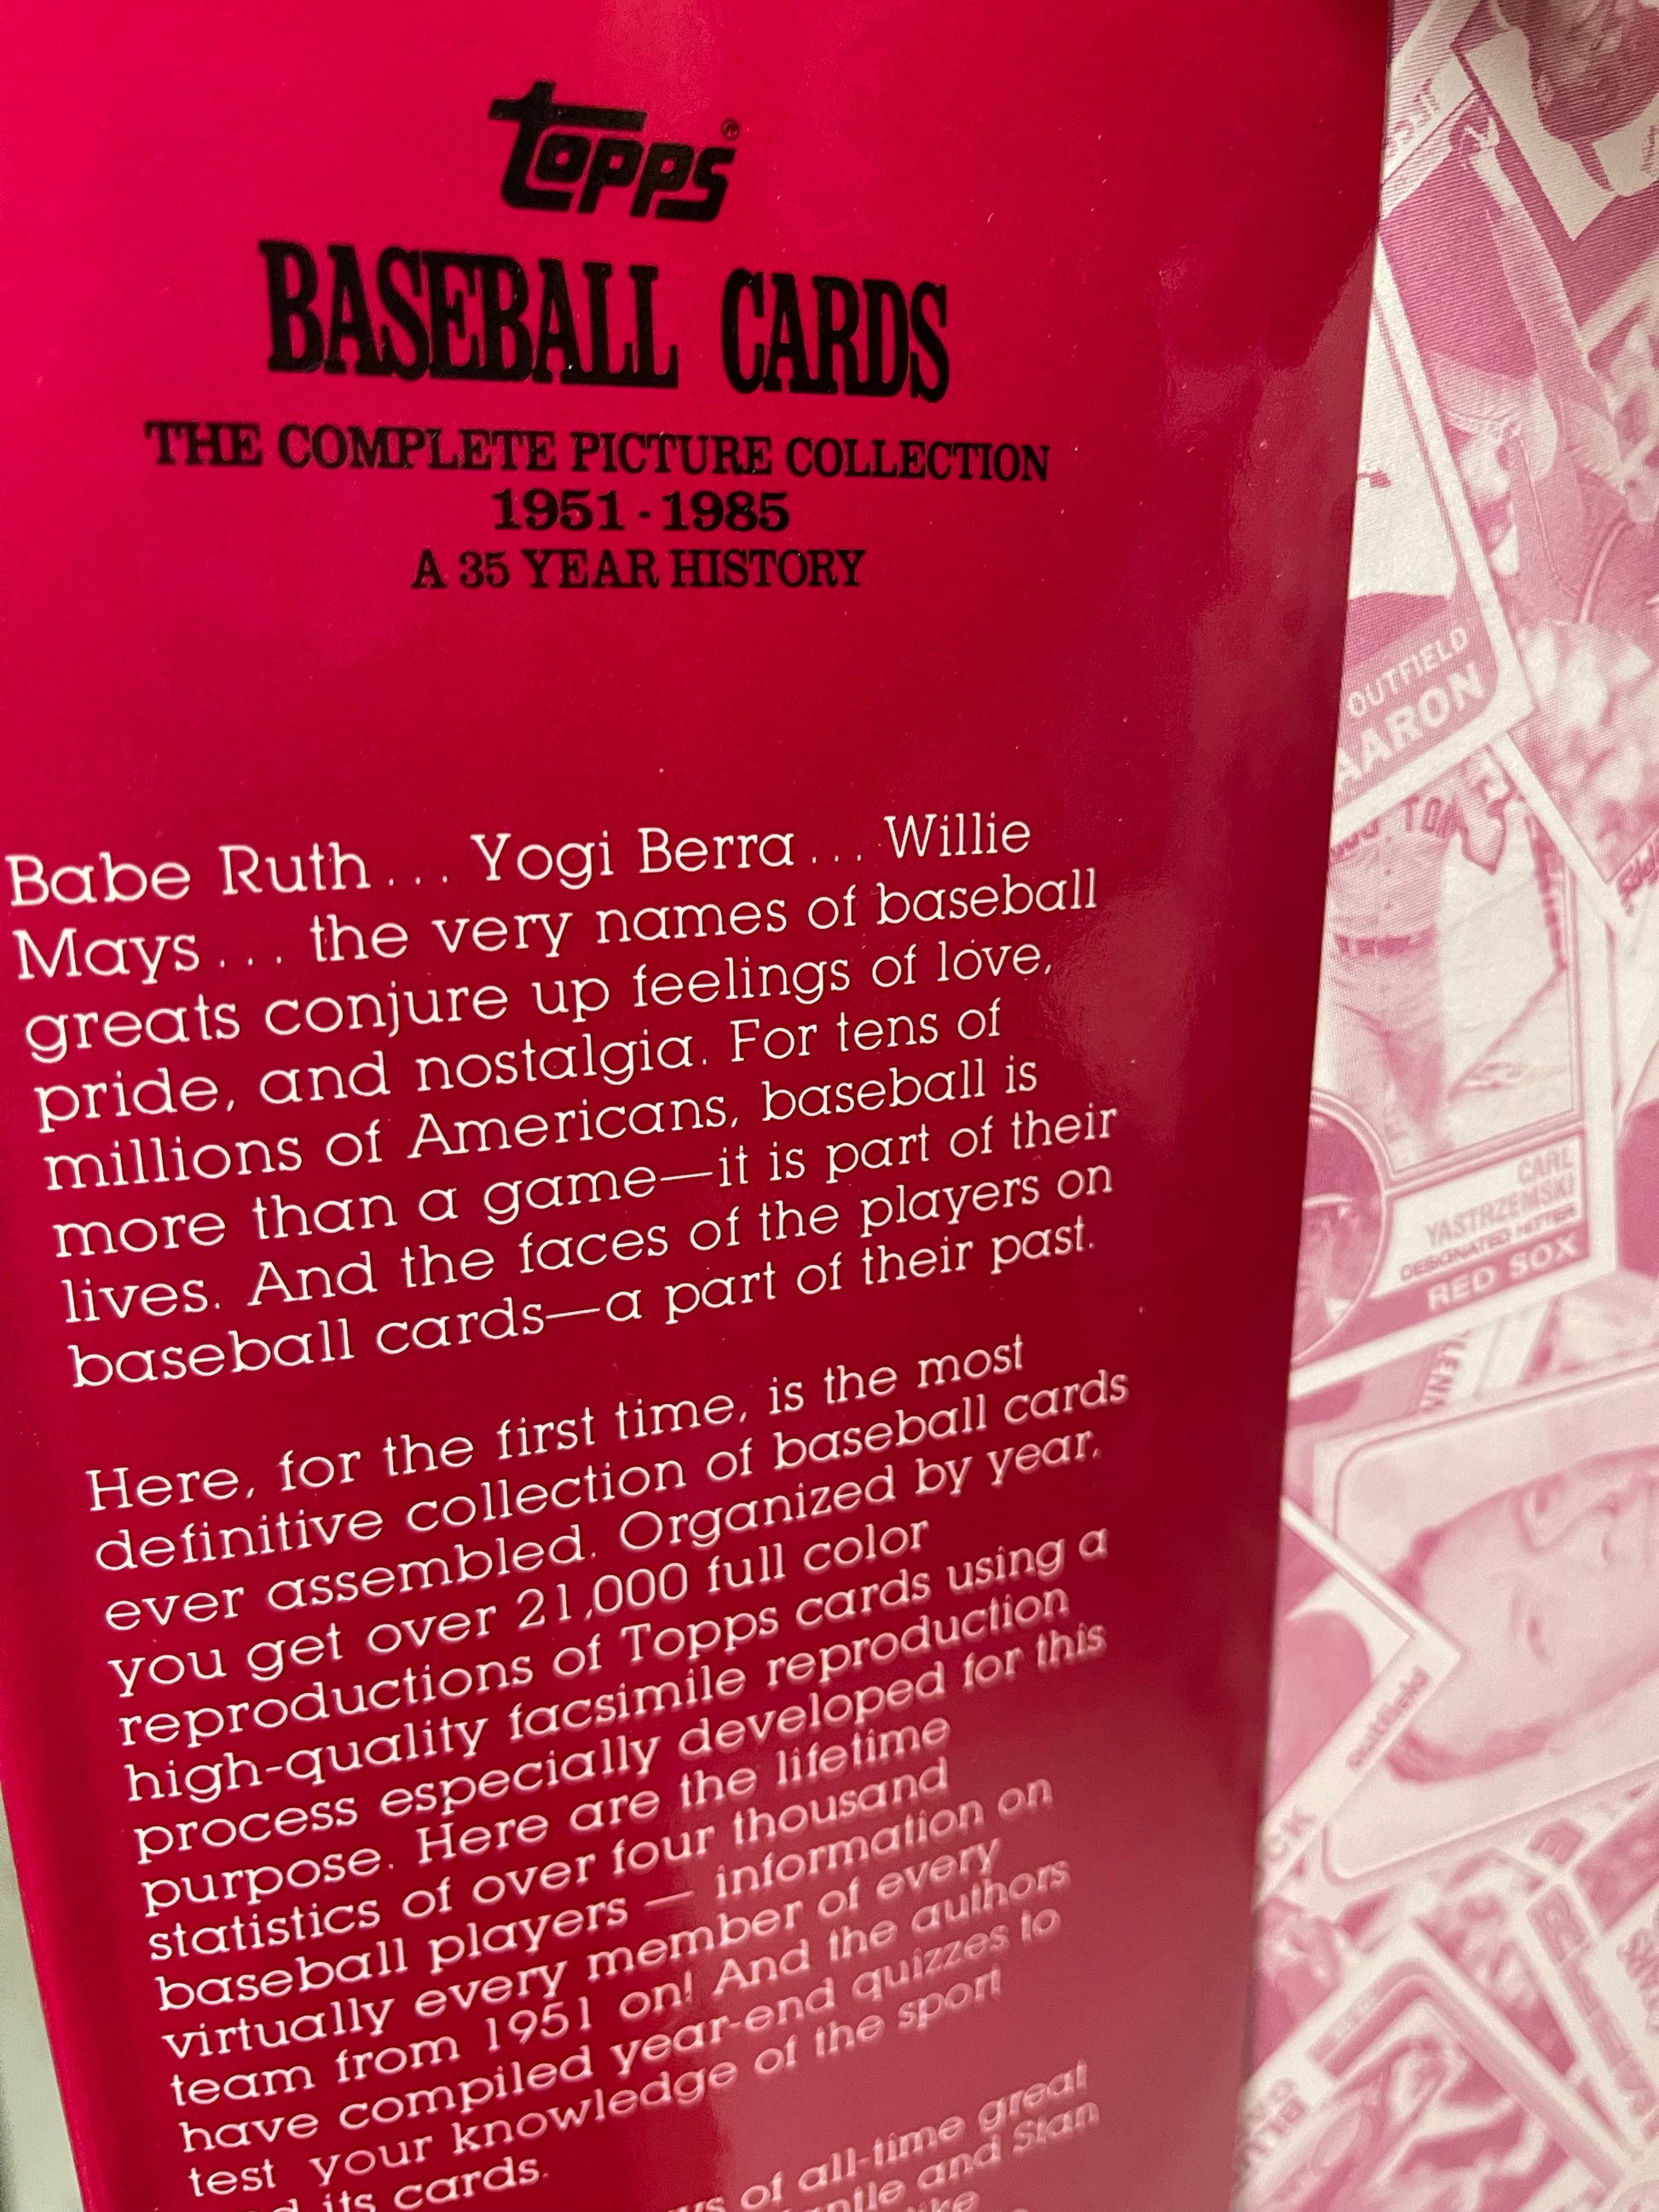 topps®
BASEBALL CARDS
THE COMPLETE PICTURE COLLECTION
1951-1985
A 35 YEAR HISTORY
Babe Ruth... Yogi Berra... Willie
Mays... the very names of baseball
greats conjure up feelings of love,
pride, and nostalgia. For tens of
millions of Americans, baseball is
more than a game—it is part of their
lives. And the faces of the players on
baseball cards—a part of their past.
Here, for the first time, is the most
definitive collection of baseball cards
ever assembled. Organized by year,
you get over 21,000 full color
reproductions of Topps cards using a
high-quality facsimile reproduction
process especially developed for this
purpose. Here are the lifetime
statistics of over four thousand
baseball players — information on
virtually every member of every
team from 1951 on! And the authors
have compiled year-end quizzes to
test your knowledge of the sport
its cards.
of all-time great
and Stan
OUTFIELD
AARON
CARL
YASTRZEMSKI
DESIGNATED HITTER
RED SOX
outfield